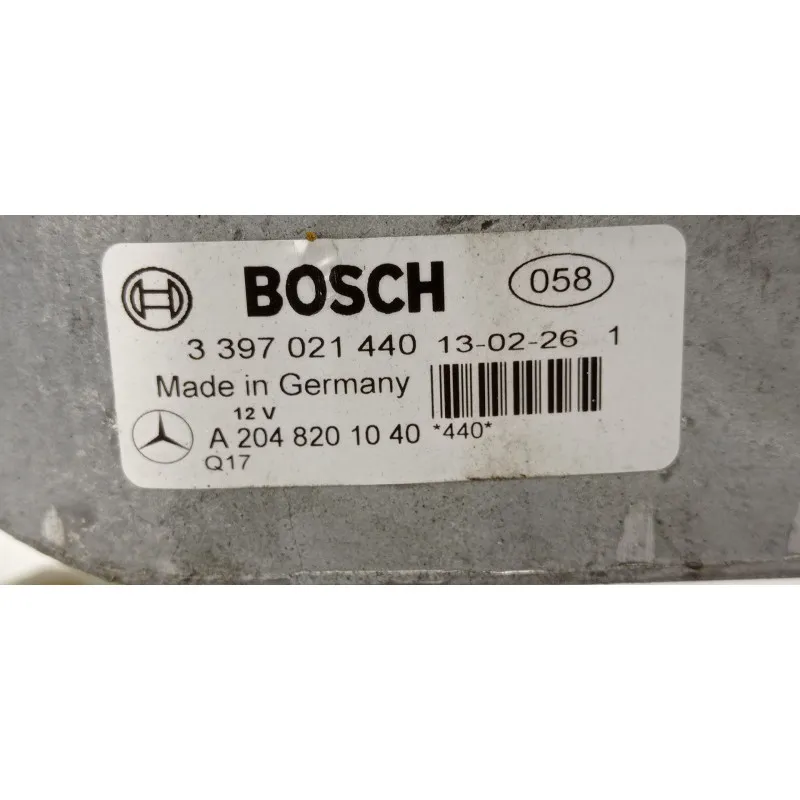 BOSCH 058
3 397 021 440 13-02-26 1
Made in Germany
12 V
A 204 820 10 40 *440*
Q17